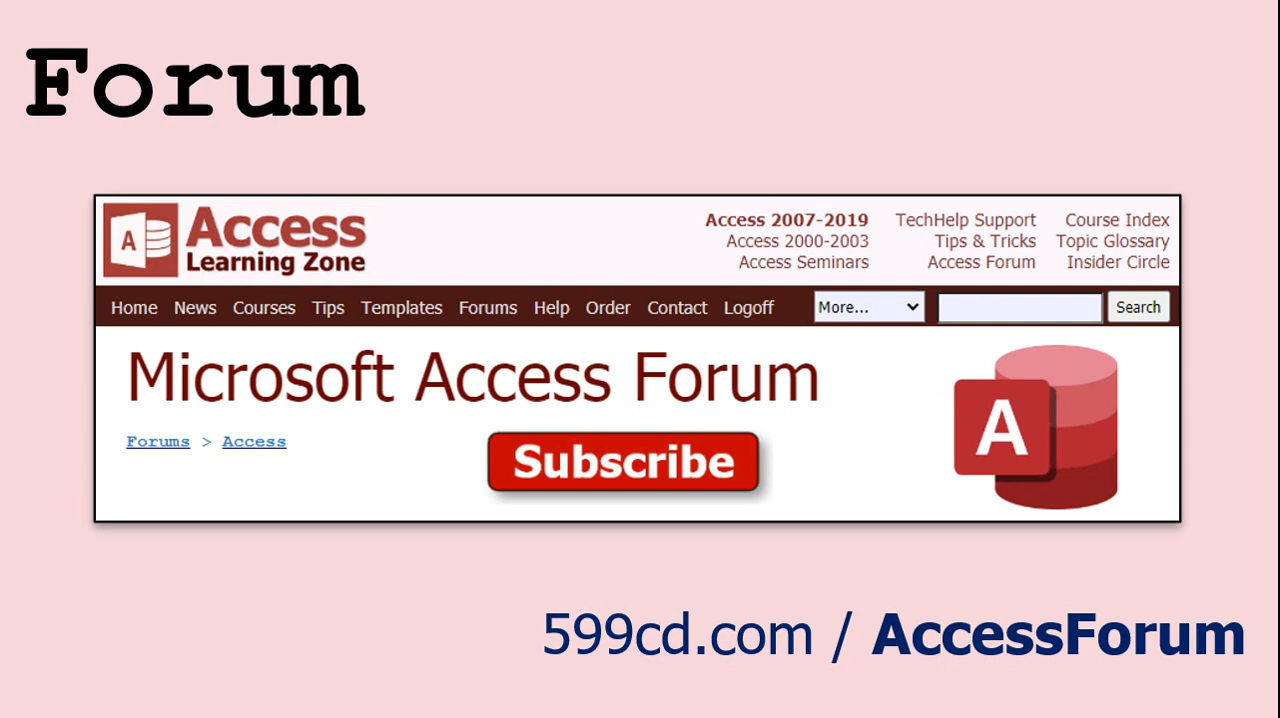 Forum
A Access
Learning Zone
Access 2007-2019 TechHelp Support Course Index
Access 2000-2003 Tips & Tricks Topic Glossary
Access Seminars Access Forum Insider Circle
Home News Courses Tips Templates Forums Help Order Contact Logoff More... Search
Microsoft Access Forum
A
Forums > Access
Subscribe
599cd.com / AccessForum